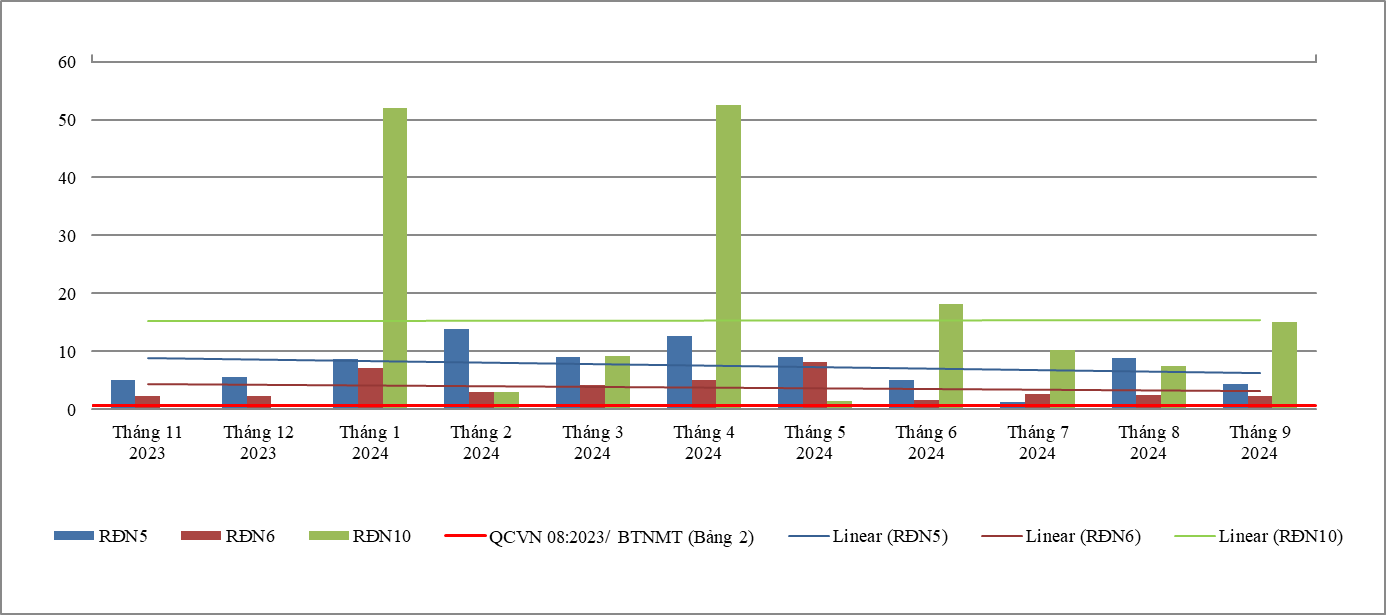 60
50
40
30
20
10
0
Tháng 11 2023
Tháng 12 2023
Tháng 1 2024
Tháng 2 2024
Tháng 3 2024
Tháng 4 2024
Tháng 5 2024
Tháng 6 2024
Tháng 7 2024
Tháng 8 2024
Tháng 9 2024
RĐN5
RĐN6
RĐN10
QCVN 08:2023/ BTNMT (Bảng 2)
Linear (RĐN5)
Linear (RĐN6)
Linear (RĐN10)